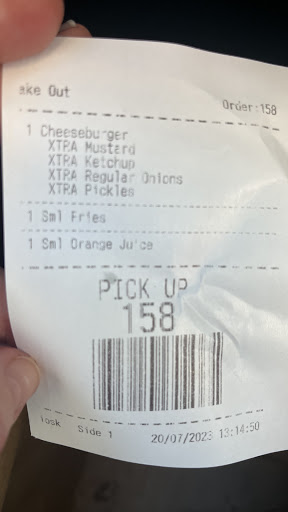 ake Out
Order:158
1 Cheeseburger
XTRA Mustard
XTRA Ketchup
XTRA Regular Onions
XTRA Pickles
1 Sml Fries
1 Sml Orange Juice
PICK UP
158
iosk Side 1 20/07/2023 13:14:50